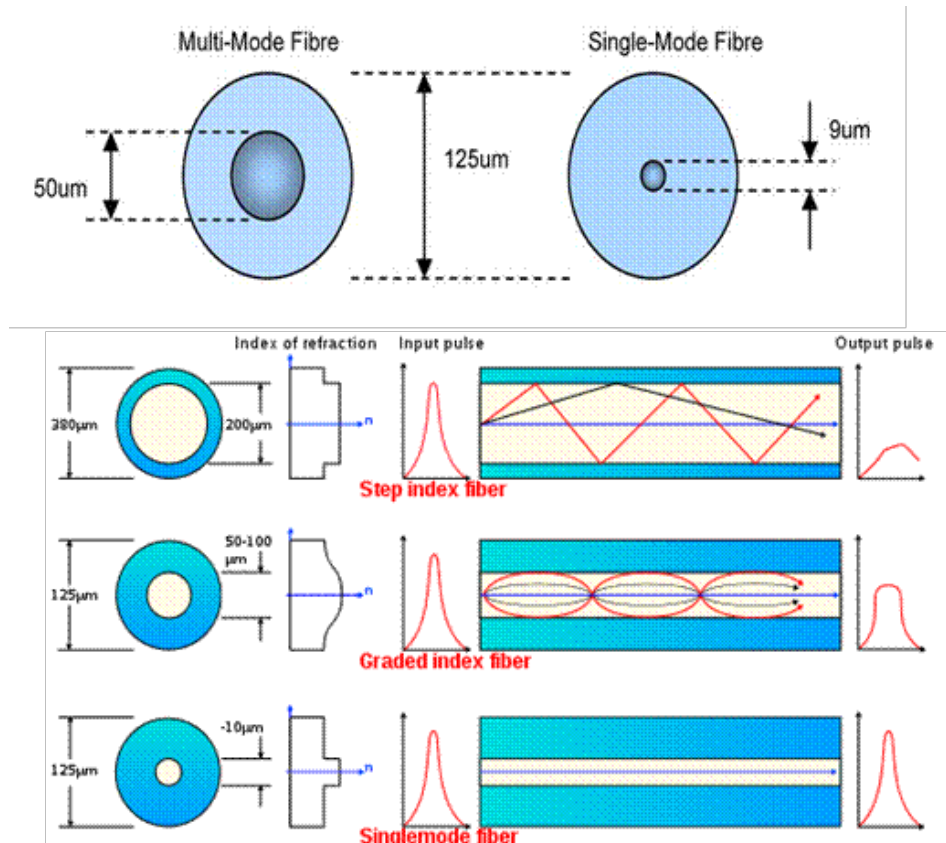 Multi-Mode Fibre
Single-Mode Fibre
50um
125um
9um
Index of refraction
Input pulse
Output pulse
380µm
200µm
n
Step index fiber
50-100
µm
125µm
n
Graded index fiber
-10µm
125µm
n
Singlemode fiber